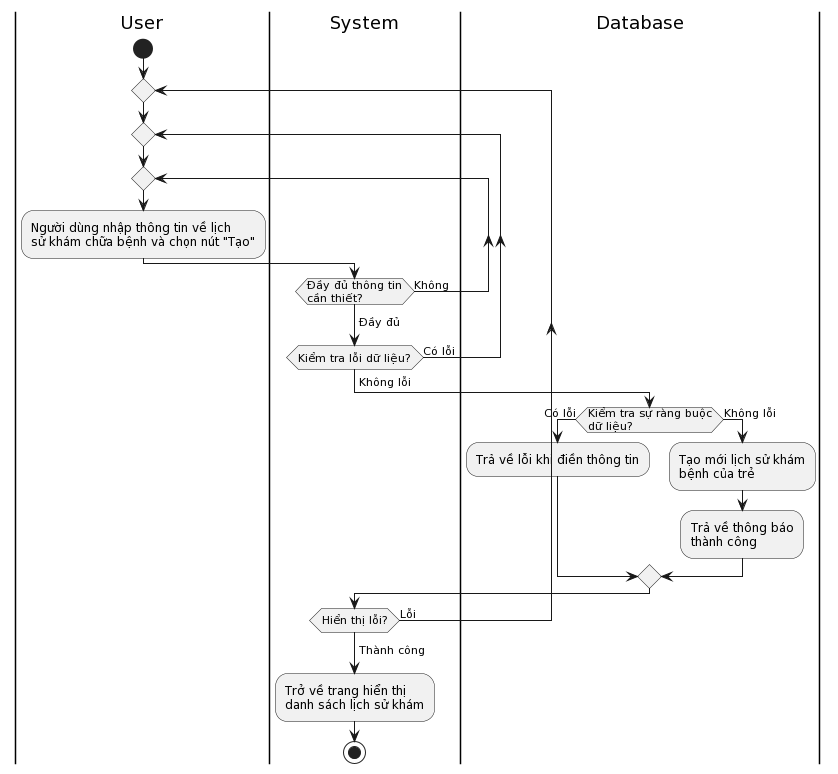 User
System
Database
Người dùng nhập thông tin về lịch
sử khám chữa bệnh và chọn nút "Tạo"
Đầy đủ thông tin
cần thiết?
Không
Đầy đủ
Kiểm tra lỗi dữ liệu?
Có lỗi
Không lỗi
Có lỗi
Kiểm tra sự ràng buộc
dữ liệu?
Không lỗi
Trả về lỗi khi điền thông tin
Tạo mới lịch sử khám
bệnh của trẻ
Trả về thông báo
thành công
Hiển thị lỗi?
Lỗi
Thành công
Trở về trang hiển thị
danh sách lịch sử khám